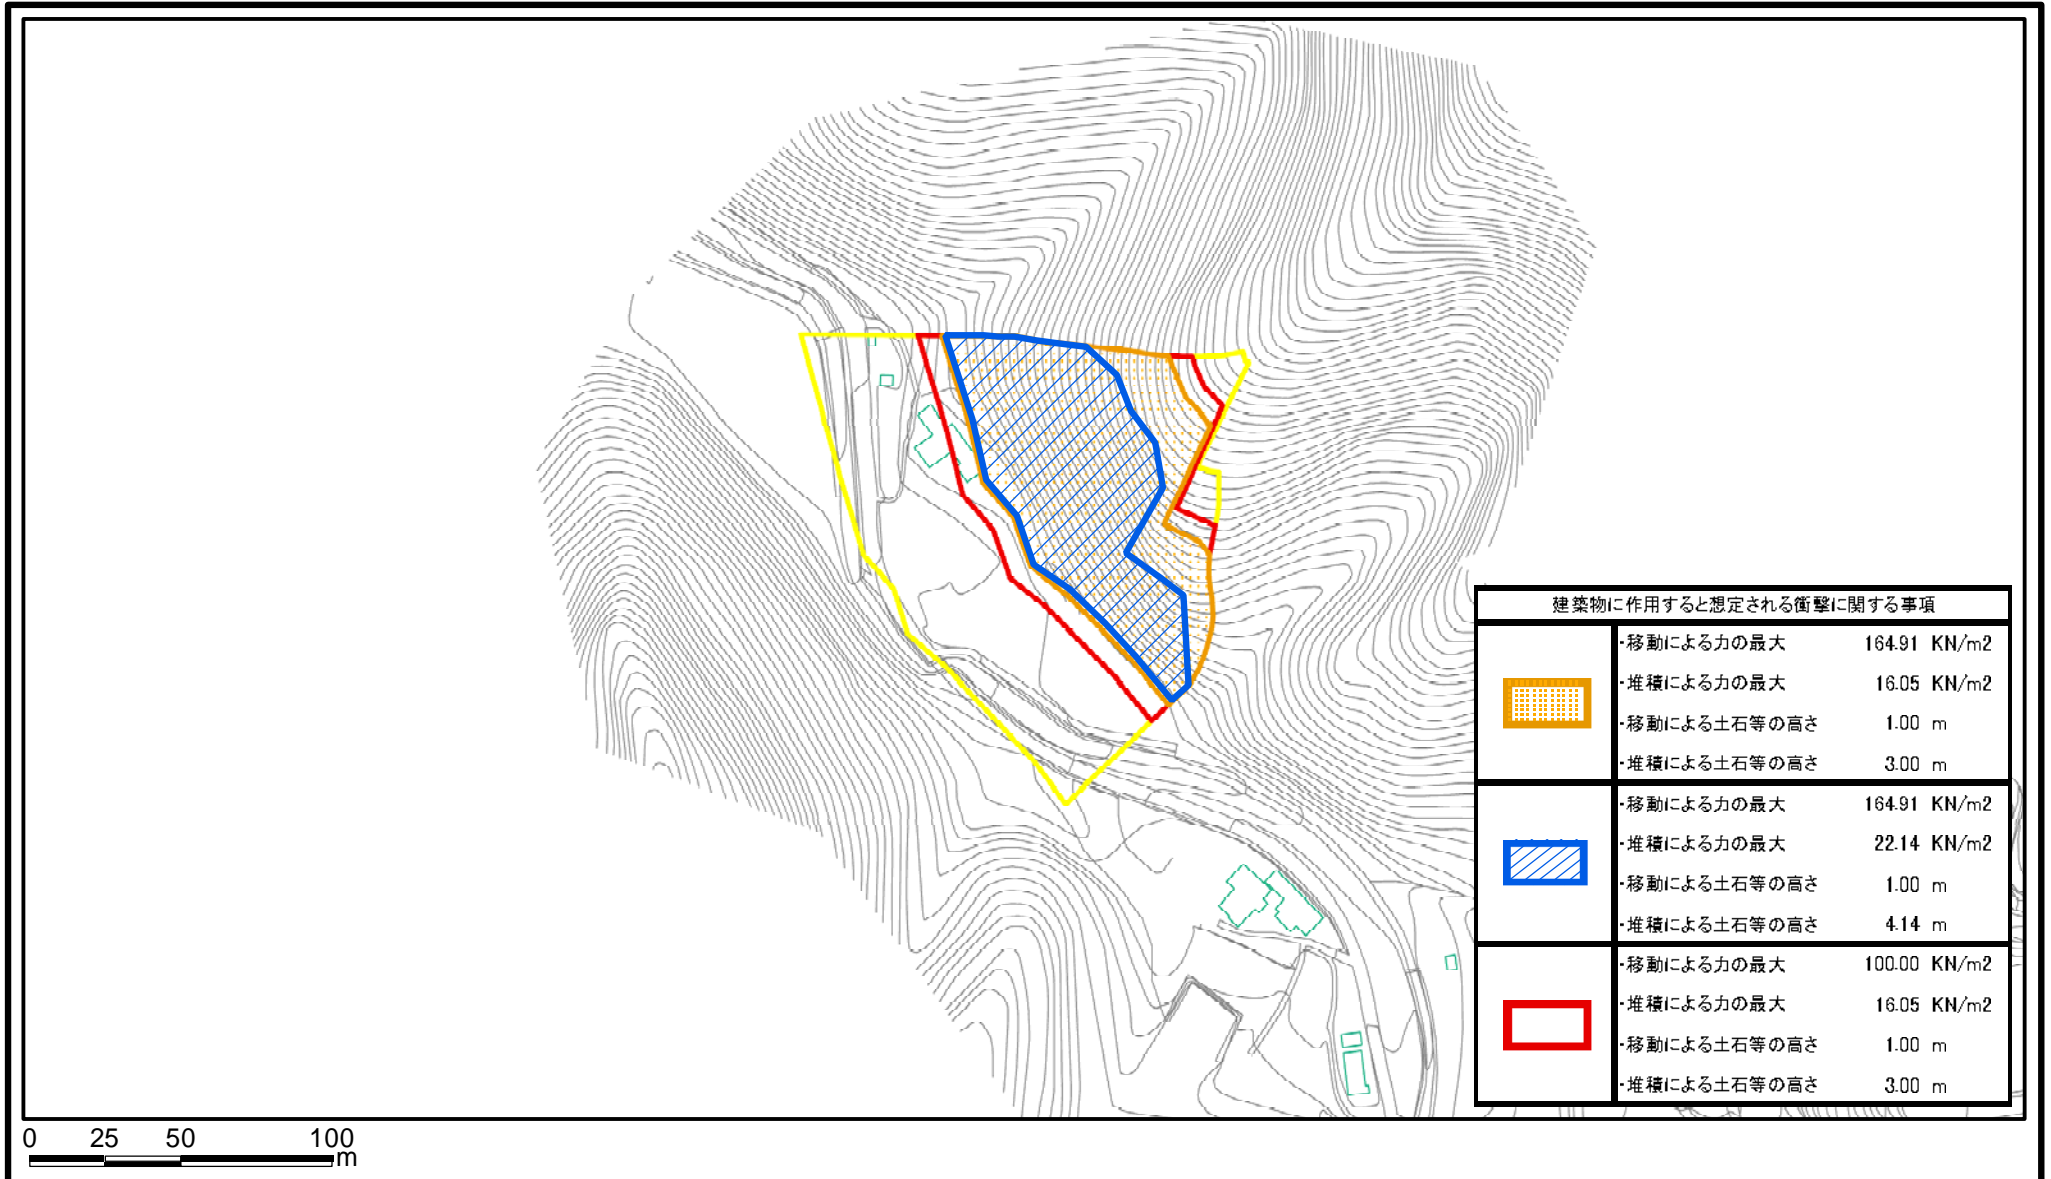 建築物に作用すると想定される衝撃に関する事項
・移動による力の最大 164.91 KN/m2
・堆積による力の最大 16.05 KN/m2
・移動による土石等の高さ 1.00 m
・堆積による土石等の高さ 3.00 m
・移動による力の最大 164.91 KN/m2
・堆積による力の最大 22.14 KN/m2
・移動による土石等の高さ 1.00 m
・堆積による土石等の高さ 4.14 m
・移動による力の最大 100.00 KN/m2
・堆積による力の最大 16.05 KN/m2
・移動による土石等の高さ 1.00 m
・堆積による土石等の高さ 3.00 m
0 25 50 100
m